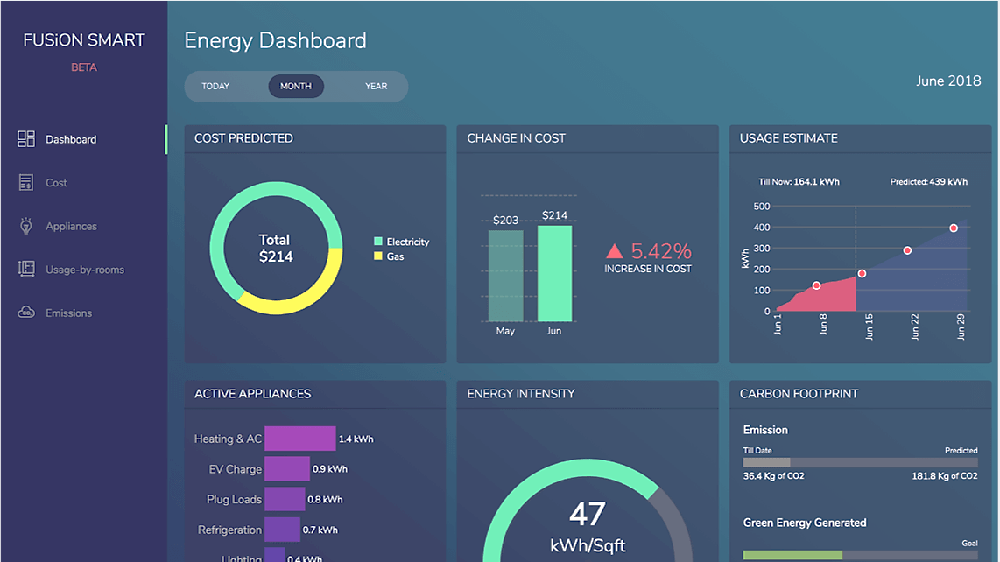 FUSiON SMART
BETA
Dashboard
Cost
Appliances
Usage-by-rooms
Emissions
Energy Dashboard
TODAY MONTH YEAR
June 2018
COST PREDICTED
Total
$214
Electricity
Gas
CHANGE IN COST
$203 $214
5.42%
INCREASE IN COST
May Jun
USAGE ESTIMATE
Till Now: 164.1 kWh Predicted: 439 kWh
500
400
300
200
100
0
kWh
Jun 1 Jun 8 Jun 15 Jun 22 Jun 29
ACTIVE APPLIANCES
Heating & AC 1.4 kWh
EV Charge 0.9 kWh
Plug Loads 0.8 kWh
Refrigeration 0.7 kWh
Lighting 0.4 kWh
ENERGY INTENSITY
47
kWh/Sqft
CARBON FOOTPRINT
Emission
Till Date Predicted
36.4 Kg of CO2 181.8 Kg of CO2
Green Energy Generated
Goal